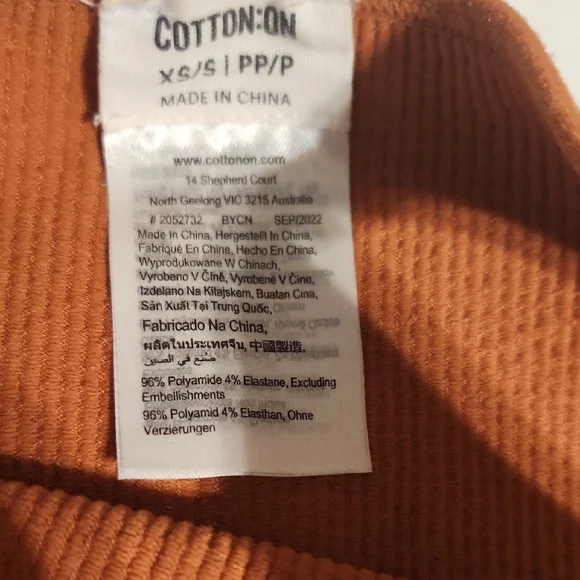 COTTON:ON
XS/S | PP/P
MADE IN CHINA
www.cottonon.com
14 Shepherd Court
North Geelong VIC 3215 Australia
# 2052732 BYCN SEP/2022
Made In China, Hergestellt In China,
Fabriqué En Chine, Hecho En China,
Wyprodukowane W Chinach,
Vyrobeno V Číně, Vyrobené V Číne,
Izdelano Na Kitajskem, Buatan Cina,
Sản Xuất Tại Trung Quốc,
Fabricado Na China,
ผลิตในประเทศจีน, 中國製造,
صنع في الصين
96% Polyamide 4% Elastane, Excluding
Embellishments
96% Polyamid 4% Elasthan, Ohne
Verzierungen